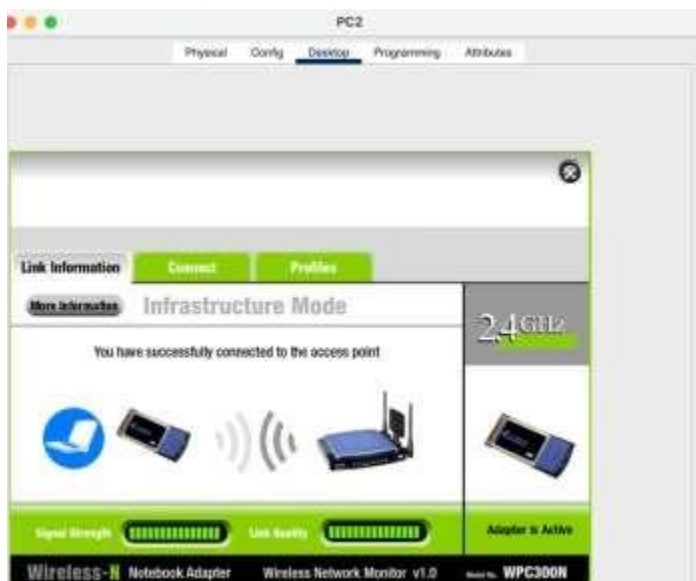 PC2
Physical Config Desktop Programming Attributes
Link Information Connect Profiles
More Information Infrastructure Mode
2.4GHz
You have successfully connected to the access point
Signal Strength Link Quality Adapter is Active
Wireless-N Notebook Adapter Wireless Network Monitor v1.0 Model No. WPC300N